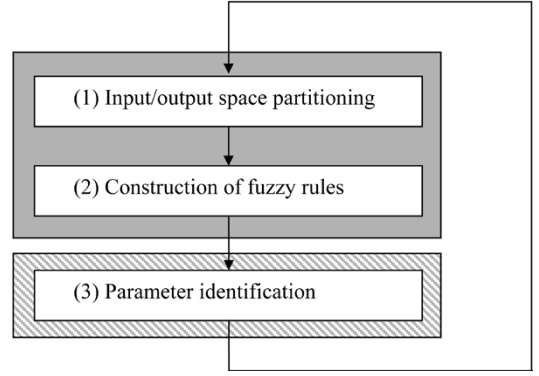 (1) Input/output space partitioning
(2) Construction of fuzzy rules
(3) Parameter identification